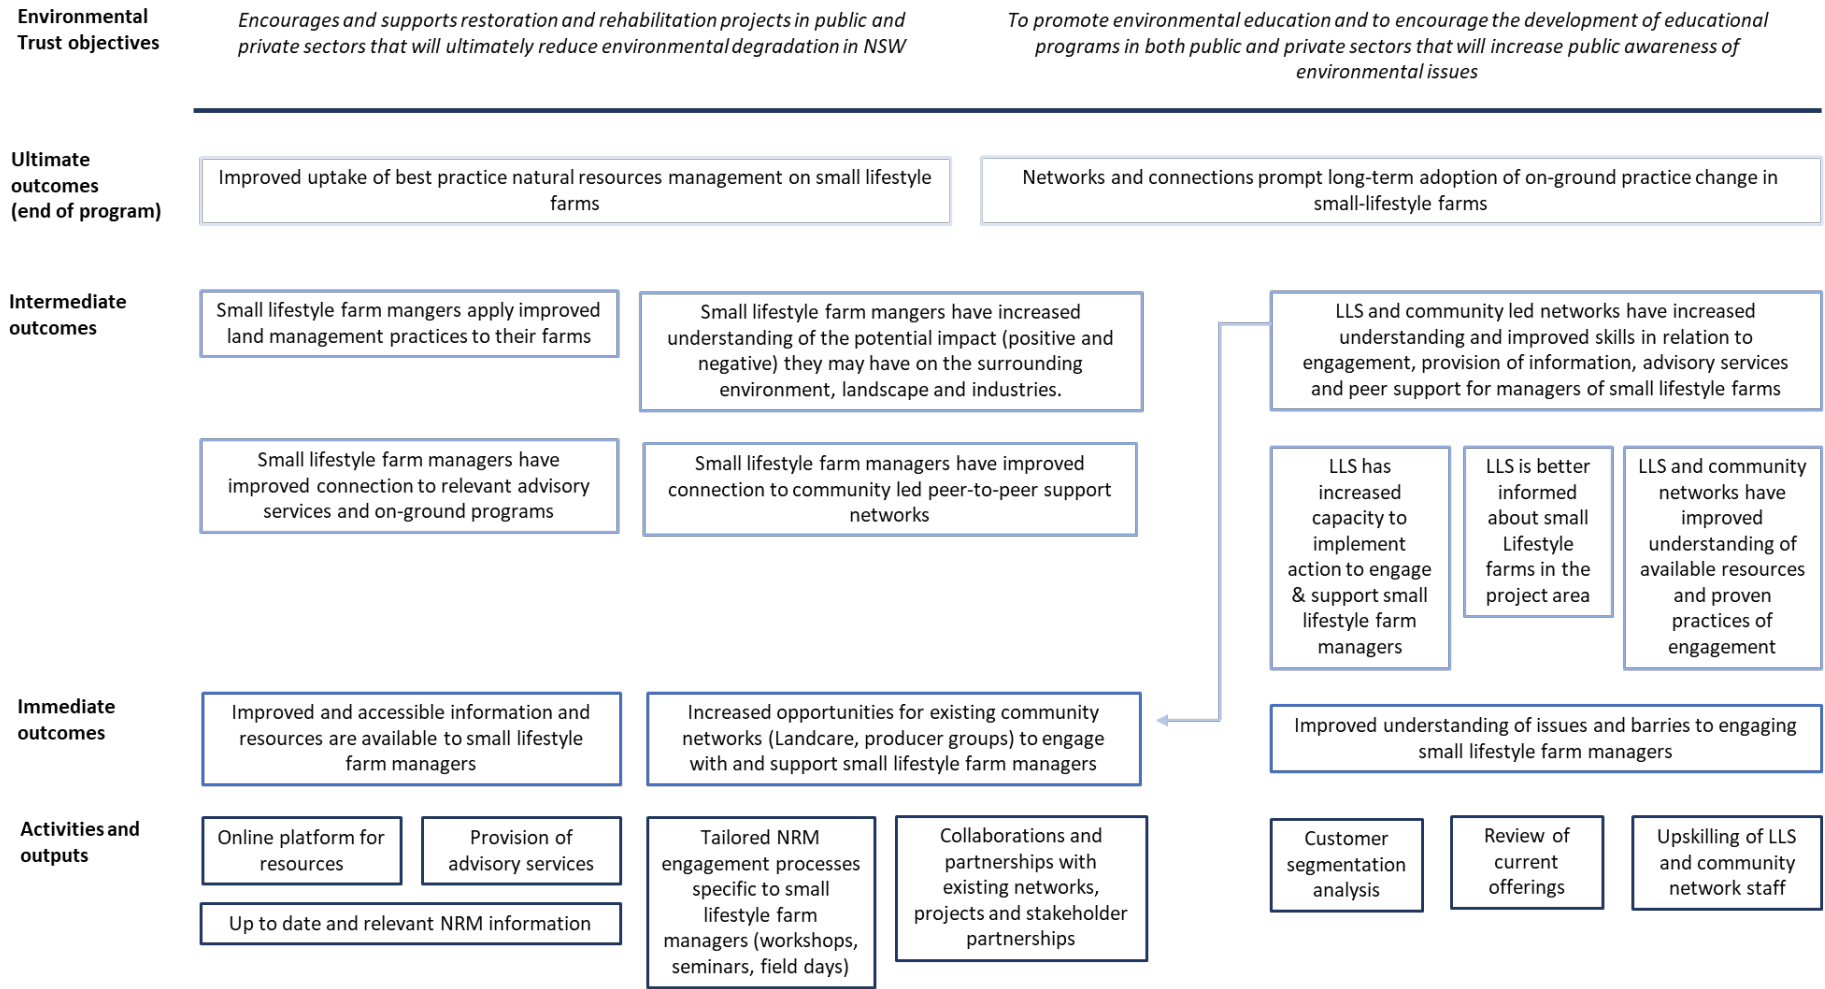 Environmental
Trust objectives
Encourages and supports restoration and rehabilitation projects in public and
private sectors that will ultimately reduce environmental degradation in NSW
To promote environmental education and to encourage the development of educational
programs in both public and private sectors that will increase public awareness of
environmental issues
Ultimate
outcomes
(end of program)
Improved uptake of best practice natural resources management on small lifestyle
farms
Networks and connections prompt long-term adoption of on-ground practice change in
small-lifestyle farms
Intermediate
outcomes
Small lifestyle farm mangers apply improved
land management practices to their farms
Small lifestyle farm mangers have increased
understanding of the potential impact (positive and
negative) they may have on the surrounding
environment, landscape and industries.
LLS and community led networks have increased
understanding and improved skills in relation to
engagement, provision of information, advisory services
and peer support for managers of small lifestyle farms
Small lifestyle farm managers have
improved connection to relevant advisory
services and on-ground programs
Small lifestyle farm managers have improved
connection to community led peer-to-peer support
networks
LLS has
increased
capacity to
implement
action to engage
& support small
lifestyle farm
managers
LLS is better
informed
about small
Lifestyle
farms in the
project area
LLS and community
networks have
improved
understanding of
available resources
and proven
practices of
engagement
Immediate
outcomes
Improved and accessible information and
resources are available to small lifestyle
farm managers
Increased opportunities for existing community
networks (Landcare, producer groups) to engage
with and support small lifestyle farm managers
Improved understanding of issues and barries to engaging
small lifestyle farm managers
Activities and
outputs
Online platform for
resources
Provision of
advisory services
Up to date and relevant NRM information
Tailored NRM
engagement processes
specific to small
lifestyle farm
managers (workshops,
seminars, field days)
Collaborations and
partnerships with
existing networks,
projects and stakeholder
partnerships
Customer
segmentation
analysis
Review of
current
offerings
Upskilling of LLS
and community
network staff